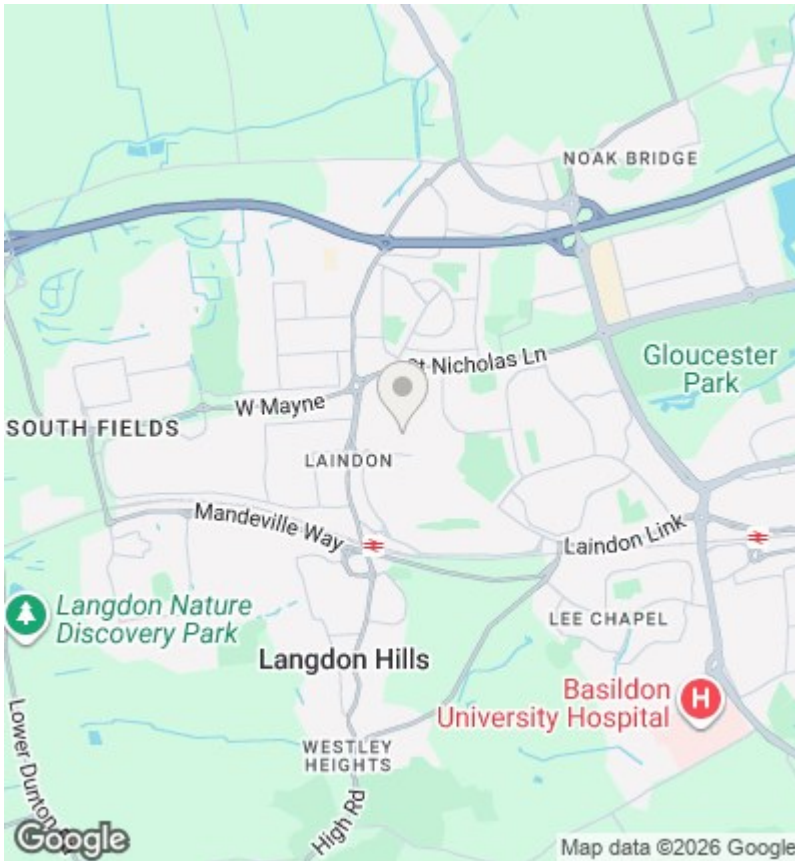 NOAK BRIDGE
St Nicholas Ln
Gloucester
Park
W Mayne
SOUTH FIELDS
LAINDON
Mandeville Way
Laindon Link
Langdon Nature
Discovery Park
LEE CHAPEL
Langdon Hills
Basildon
University Hospital
H
WESTLEY
HEIGHTS
Lower Dunton Rd
High Rd
Google
Map data ©2026 Google